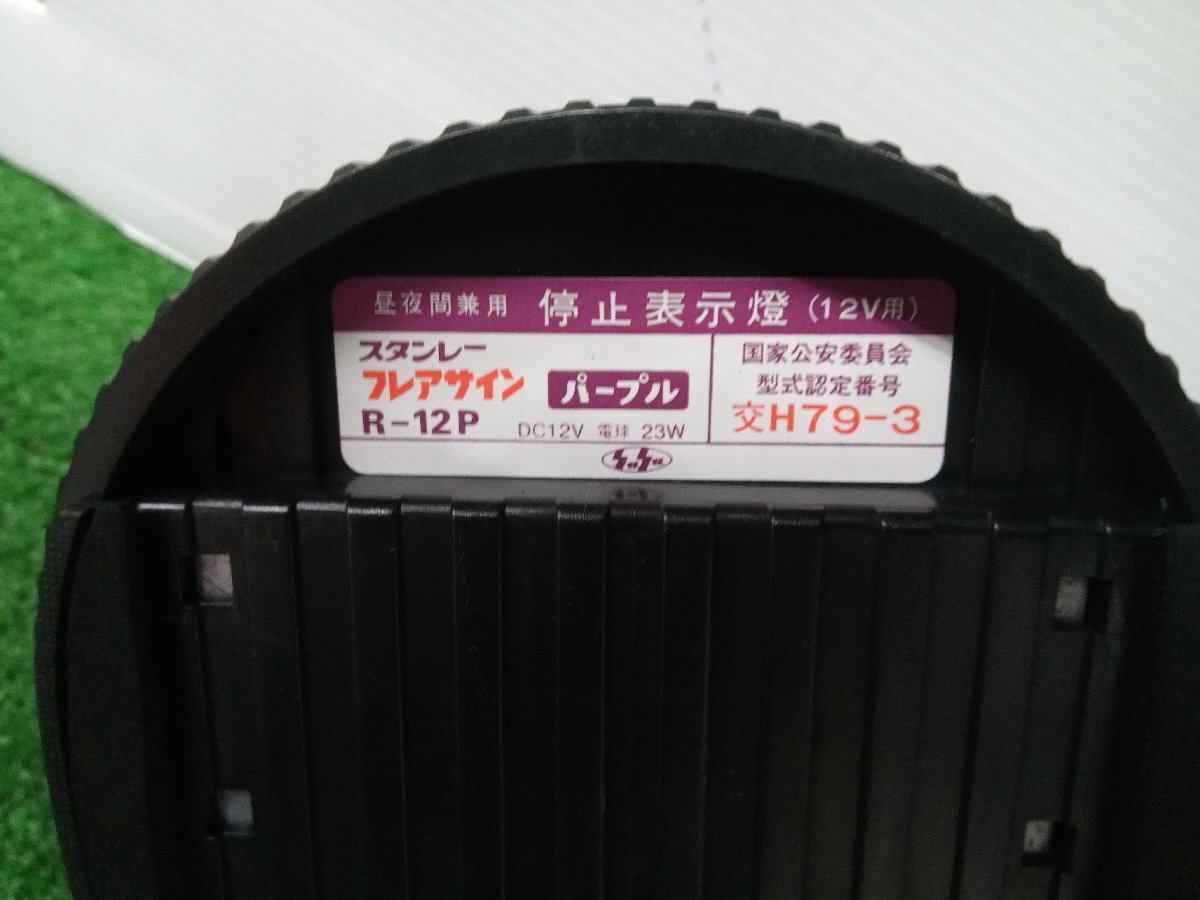 昼夜間兼用 停止表示燈(12V用)
スタンレー
フレアサイン パープル
R-12P DC12V 電球 23W
国家公安委員会
型式認定番号
交H79-3